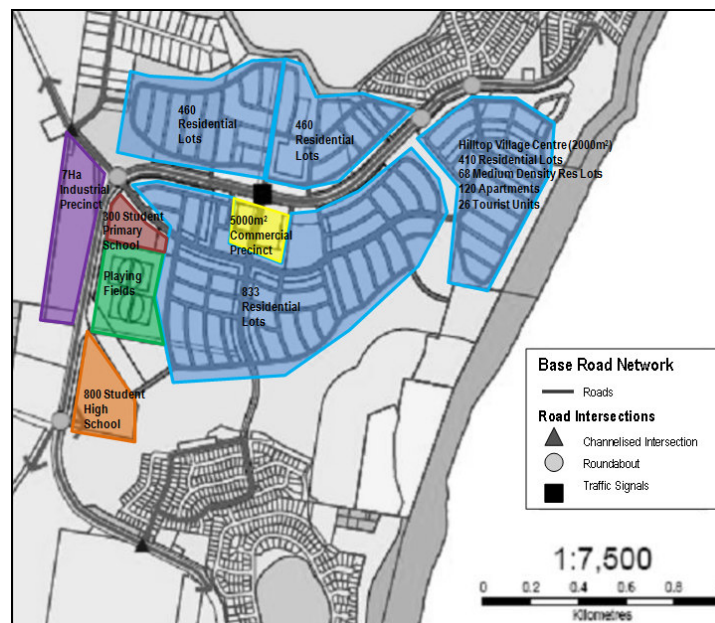 460
Residential
Lots
460
Residential
Lots
Hilltop Village Centre (2000m²)
410 Residential Lots
68 Medium Density Res Lots
120 Apartments
26 Tourist Units
7Ha
Industrial
Precinct
300 Student
Primary
School
5000m²
Commercial
Precinct
Playing
Fields
833
Residential
Lots
800 Student
High
School
Base Road Network
Roads
Road Intersections
Channelised Intersection
Roundabout
Traffic Signals
1:7,500
0 0.2 0.4 0.6 0.8
Kilometres